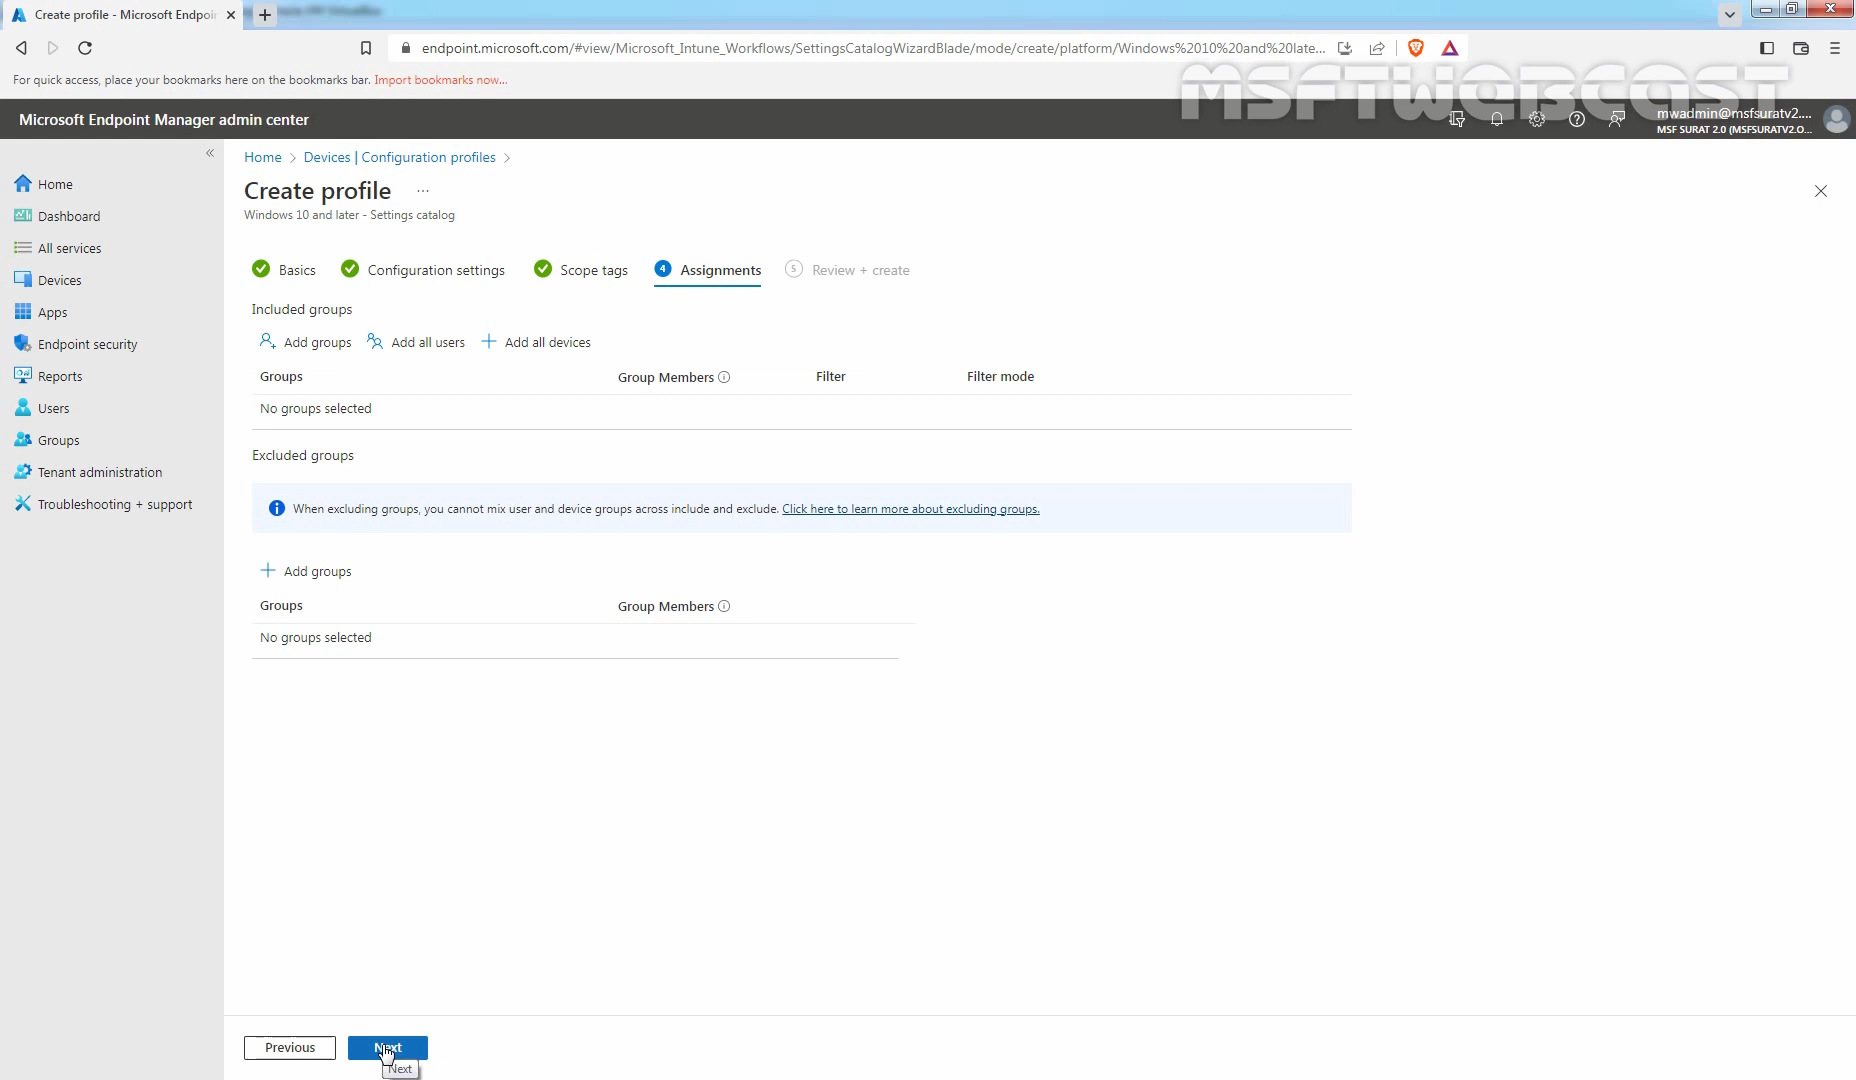 Create profile - Microsoft Endpoin
endpoint.microsoft.com/#view/Microsoft_Intune_Workflows/SettingsCatalogWizardBlade/mode/create/platform/Windows%2010%20and%20late...
For quick access, place your bookmarks here on the bookmarks bar. Import bookmarks now...
MSFTWEBCAST
Microsoft Endpoint Manager admin center
mwadmin@msfsuratv2....
MSF SURAT 2.0 (MSFSURATV2.O...
Home
Dashboard
All services
Devices
Apps
Endpoint security
Reports
Users
Groups
Tenant administration
Troubleshooting + support
Home > Devices | Configuration profiles >
Create profile ...
Windows 10 and later - Settings catalog
Basics Configuration settings Scope tags 4 Assignments 5 Review + create
Included groups
Add groups Add all users Add all devices
Groups Group Members Filter Filter mode
No groups selected
Excluded groups
When excluding groups, you cannot mix user and device groups across include and exclude. Click here to learn more about excluding groups.
Add groups
Groups Group Members
No groups selected
Previous Next
Next